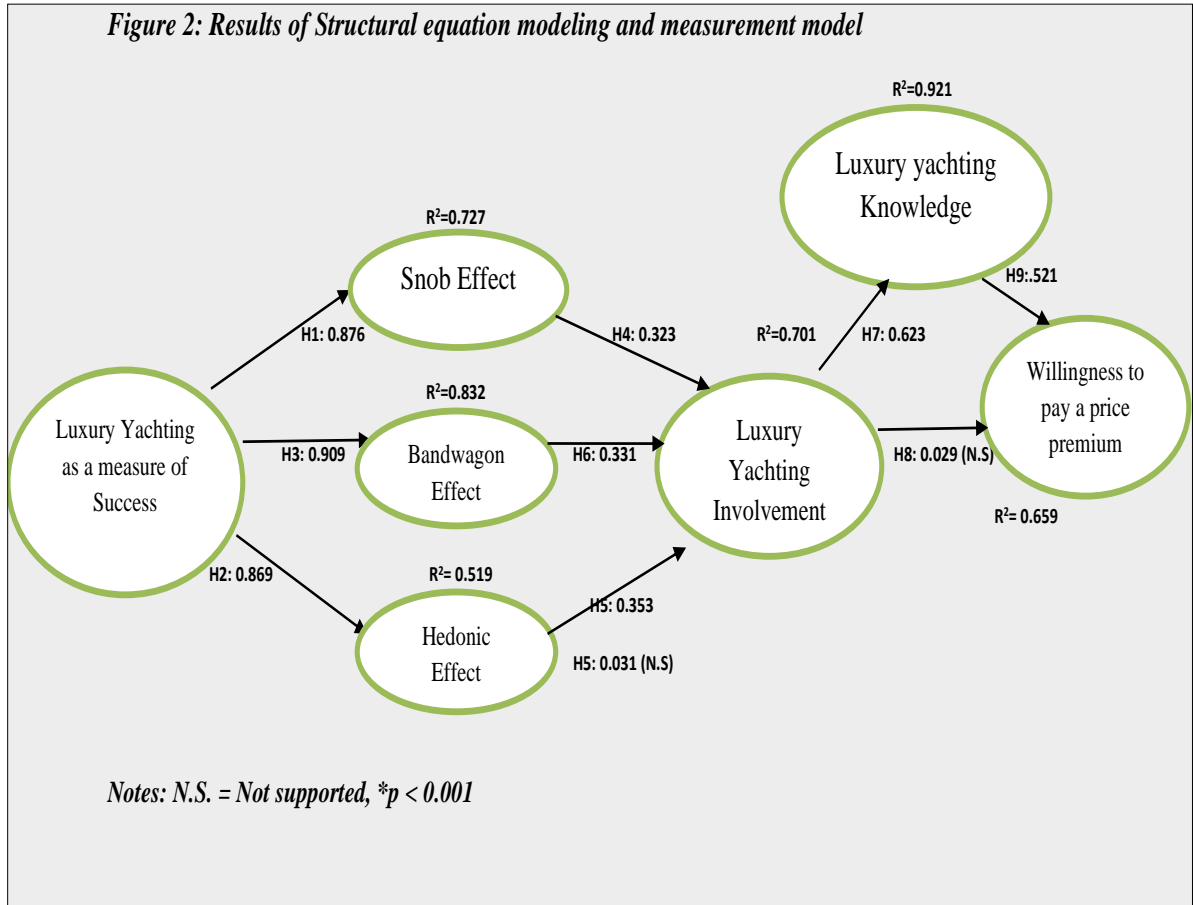 Figure 2: Results of Structural equation modeling and measurement model
R²=0.921
Luxury yachting
Knowledge
R²=0.727
Snob Effect
H9:.521
H1: 0.876
H4: 0.323
R²=0.701
H7: 0.623
Willingness to
pay a price
premium
R²=0.832
Luxury Yachting
as a measure of
Success
Luxury
Yachting
Involvement
H3: 0.909
Bandwagon
Effect
H6: 0.331
H8: 0.029 (N.S)
R²= 0.659
H2: 0.869
R²= 0.519
H5: 0.353
Hedonic
Effect
H5: 0.031 (N.S)
Notes: N.S. = Not supported, *p < 0.001